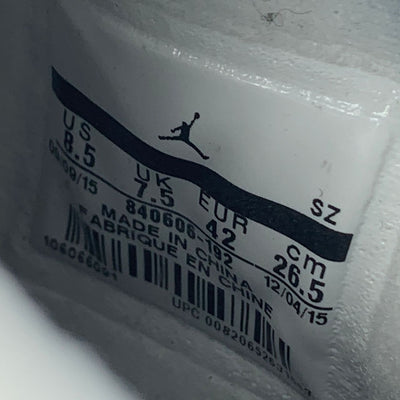 SZ
US UK EUR cm
8.5 7.5 42 26.5
09/09/15 12/04/15
840606-192
MADE IN CHINA
FABRIQUE EN CHINE
UPC